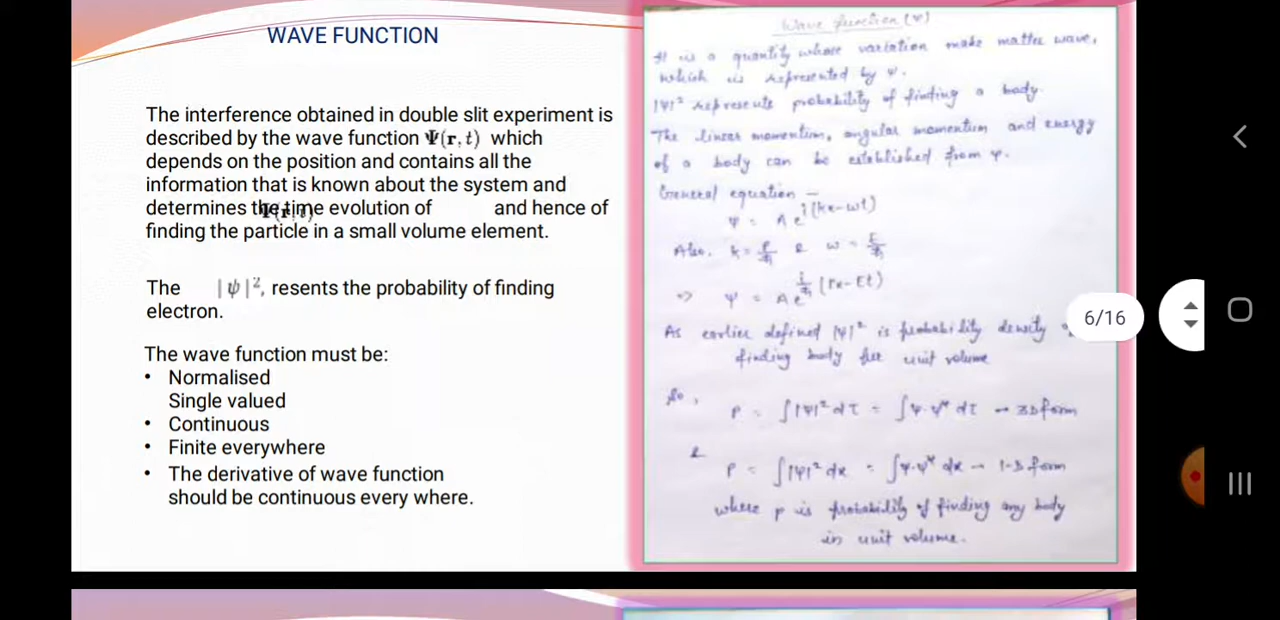 WAVE FUNCTION
The interference obtained in double slit experiment is
described by the wave function Ψ(r, t) which
depends on the position and contains all the
information that is known about the system and
determines the time evolution of Ψ(r, t) and hence of
finding the particle in a small volume element.
The |ψ|², resents the probability of finding
electron.
The wave function must be:
• Normalised
Single valued
• Continuous
• Finite everywhere
• The derivative of wave function
should be continuous every where.
Wave function (ψ)
It is a quantity whose variation make matter wave,
which is represented by ψ.
|ψ|² represents probability of finding a body.
The linear momentum, angular momentum and energy
of a body can be established from ψ.
General equation –
ψ = A e^i(kx-ωt)
Also, k = p/ħ & ω = E/ħ
=> ψ = A e^i/ħ (Px-Et)
As earlier defined |ψ|² is probability density
finding body per unit volume
So,
P = ∫|ψ|² dτ = ∫ψ.ψ* dτ → 3D form
&
P = ∫|ψ|² dx = ∫ψ.ψ* dx → 1-D form
where p is probability of finding any body
in unit volume.
6/16